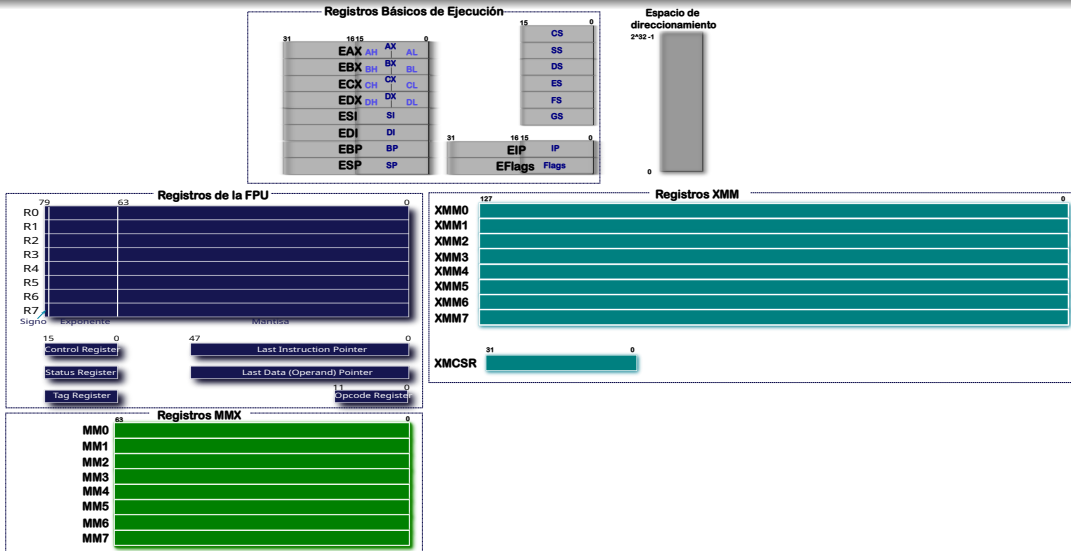 Registros Básicos de Ejecución
31 16 15 0
EAX AH AX AL
EBX BH BX BL
ECX CH CX CL
EDX DH DX DL
ESI SI
EDI DI
EBP BP
ESP SP
15 0
CS
SS
DS
ES
FS
GS
31 16 15 0
EIP IP
EFlags Flags
Espacio de
direccionamiento
2^32 -1
0
Registros de la FPU
79 63 0
R0
R1
R2
R3
R4
R5
R6
R7
Signo Exponente Mantisa
15 0 47 0
Control Register Last Instruction Pointer
Status Register Last Data (Operand) Pointer
11 0
Tag Register Opcode Register
Registros XMM
127 0
XMM0
XMM1
XMM2
XMM3
XMM4
XMM5
XMM6
XMM7
31 0
XMCSR
Registros MMX
63 0
MM0
MM1
MM2
MM3
MM4
MM5
MM6
MM7